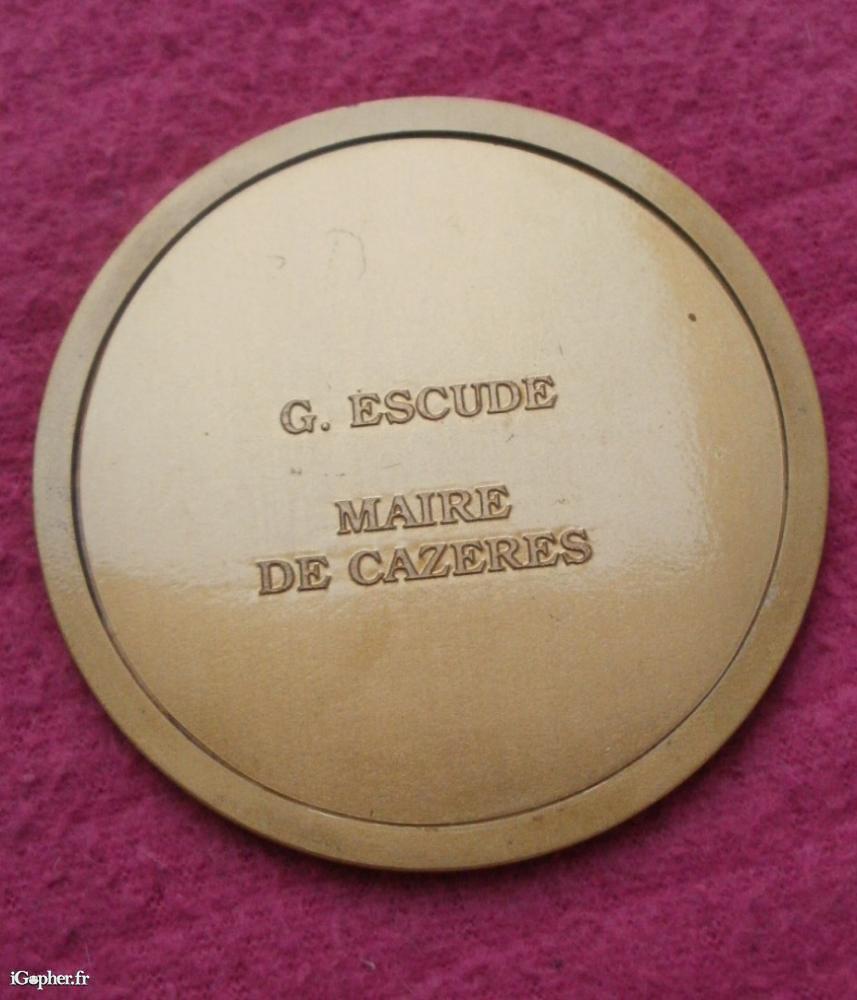 G. ESCUDE
MAIRE
DE CAZERES
iGopher.fr